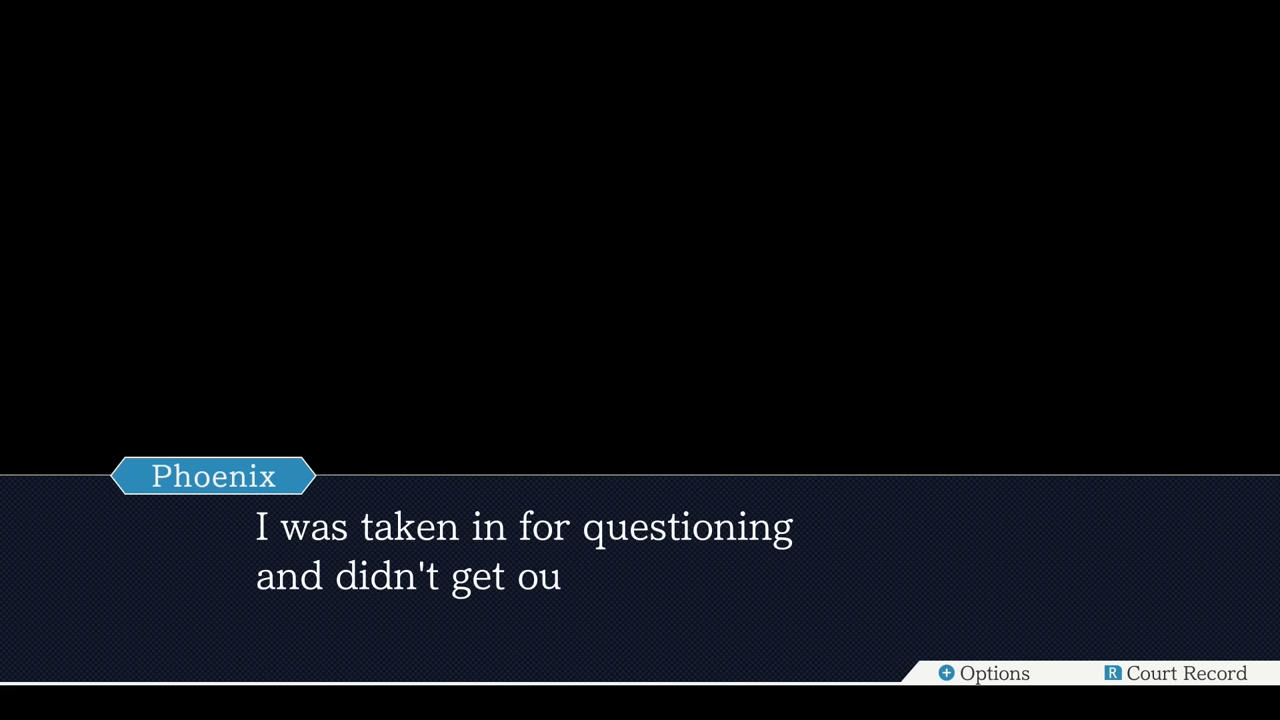 Phoenix
I was taken in for questioning
and didn't get ou
+ Options
R Court Record